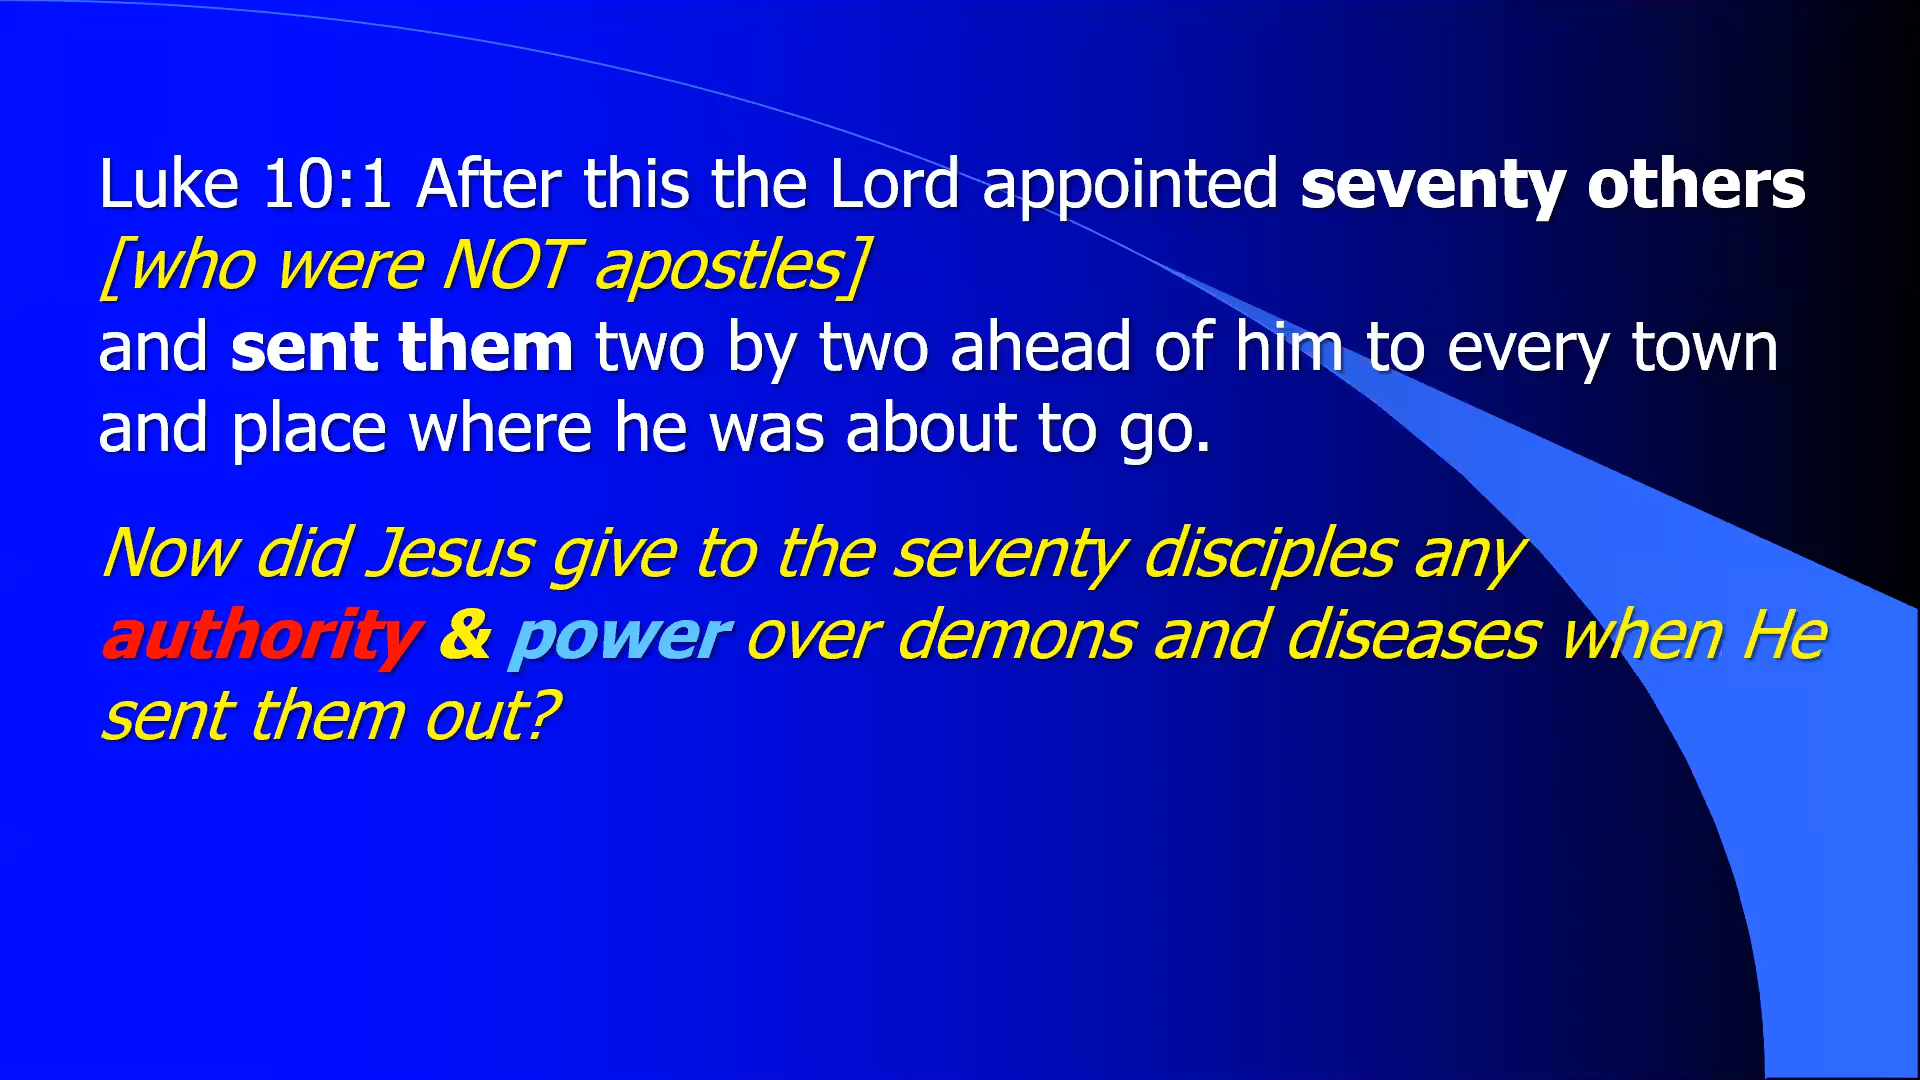 Luke 10:1 After this the Lord appointed seventy others
[who were NOT apostles]
and sent them two by two ahead of him to every town
and place where he was about to go.
Now did Jesus give to the seventy disciples any
authority & power over demons and diseases when He
sent them out?